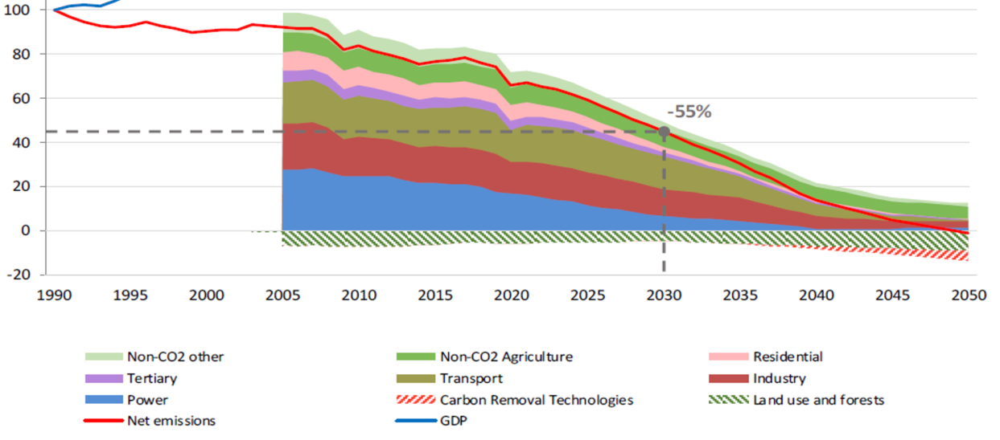 100
80
60
40
20
0
-20
-55%
1990 1995 2000 2005 2010 2015 2020 2025 2030 2035 2040 2045 2050
Non-CO2 other Non-CO2 Agriculture Residential
Tertiary Transport Industry
Power Carbon Removal Technologies Land use and forests
Net emissions GDP